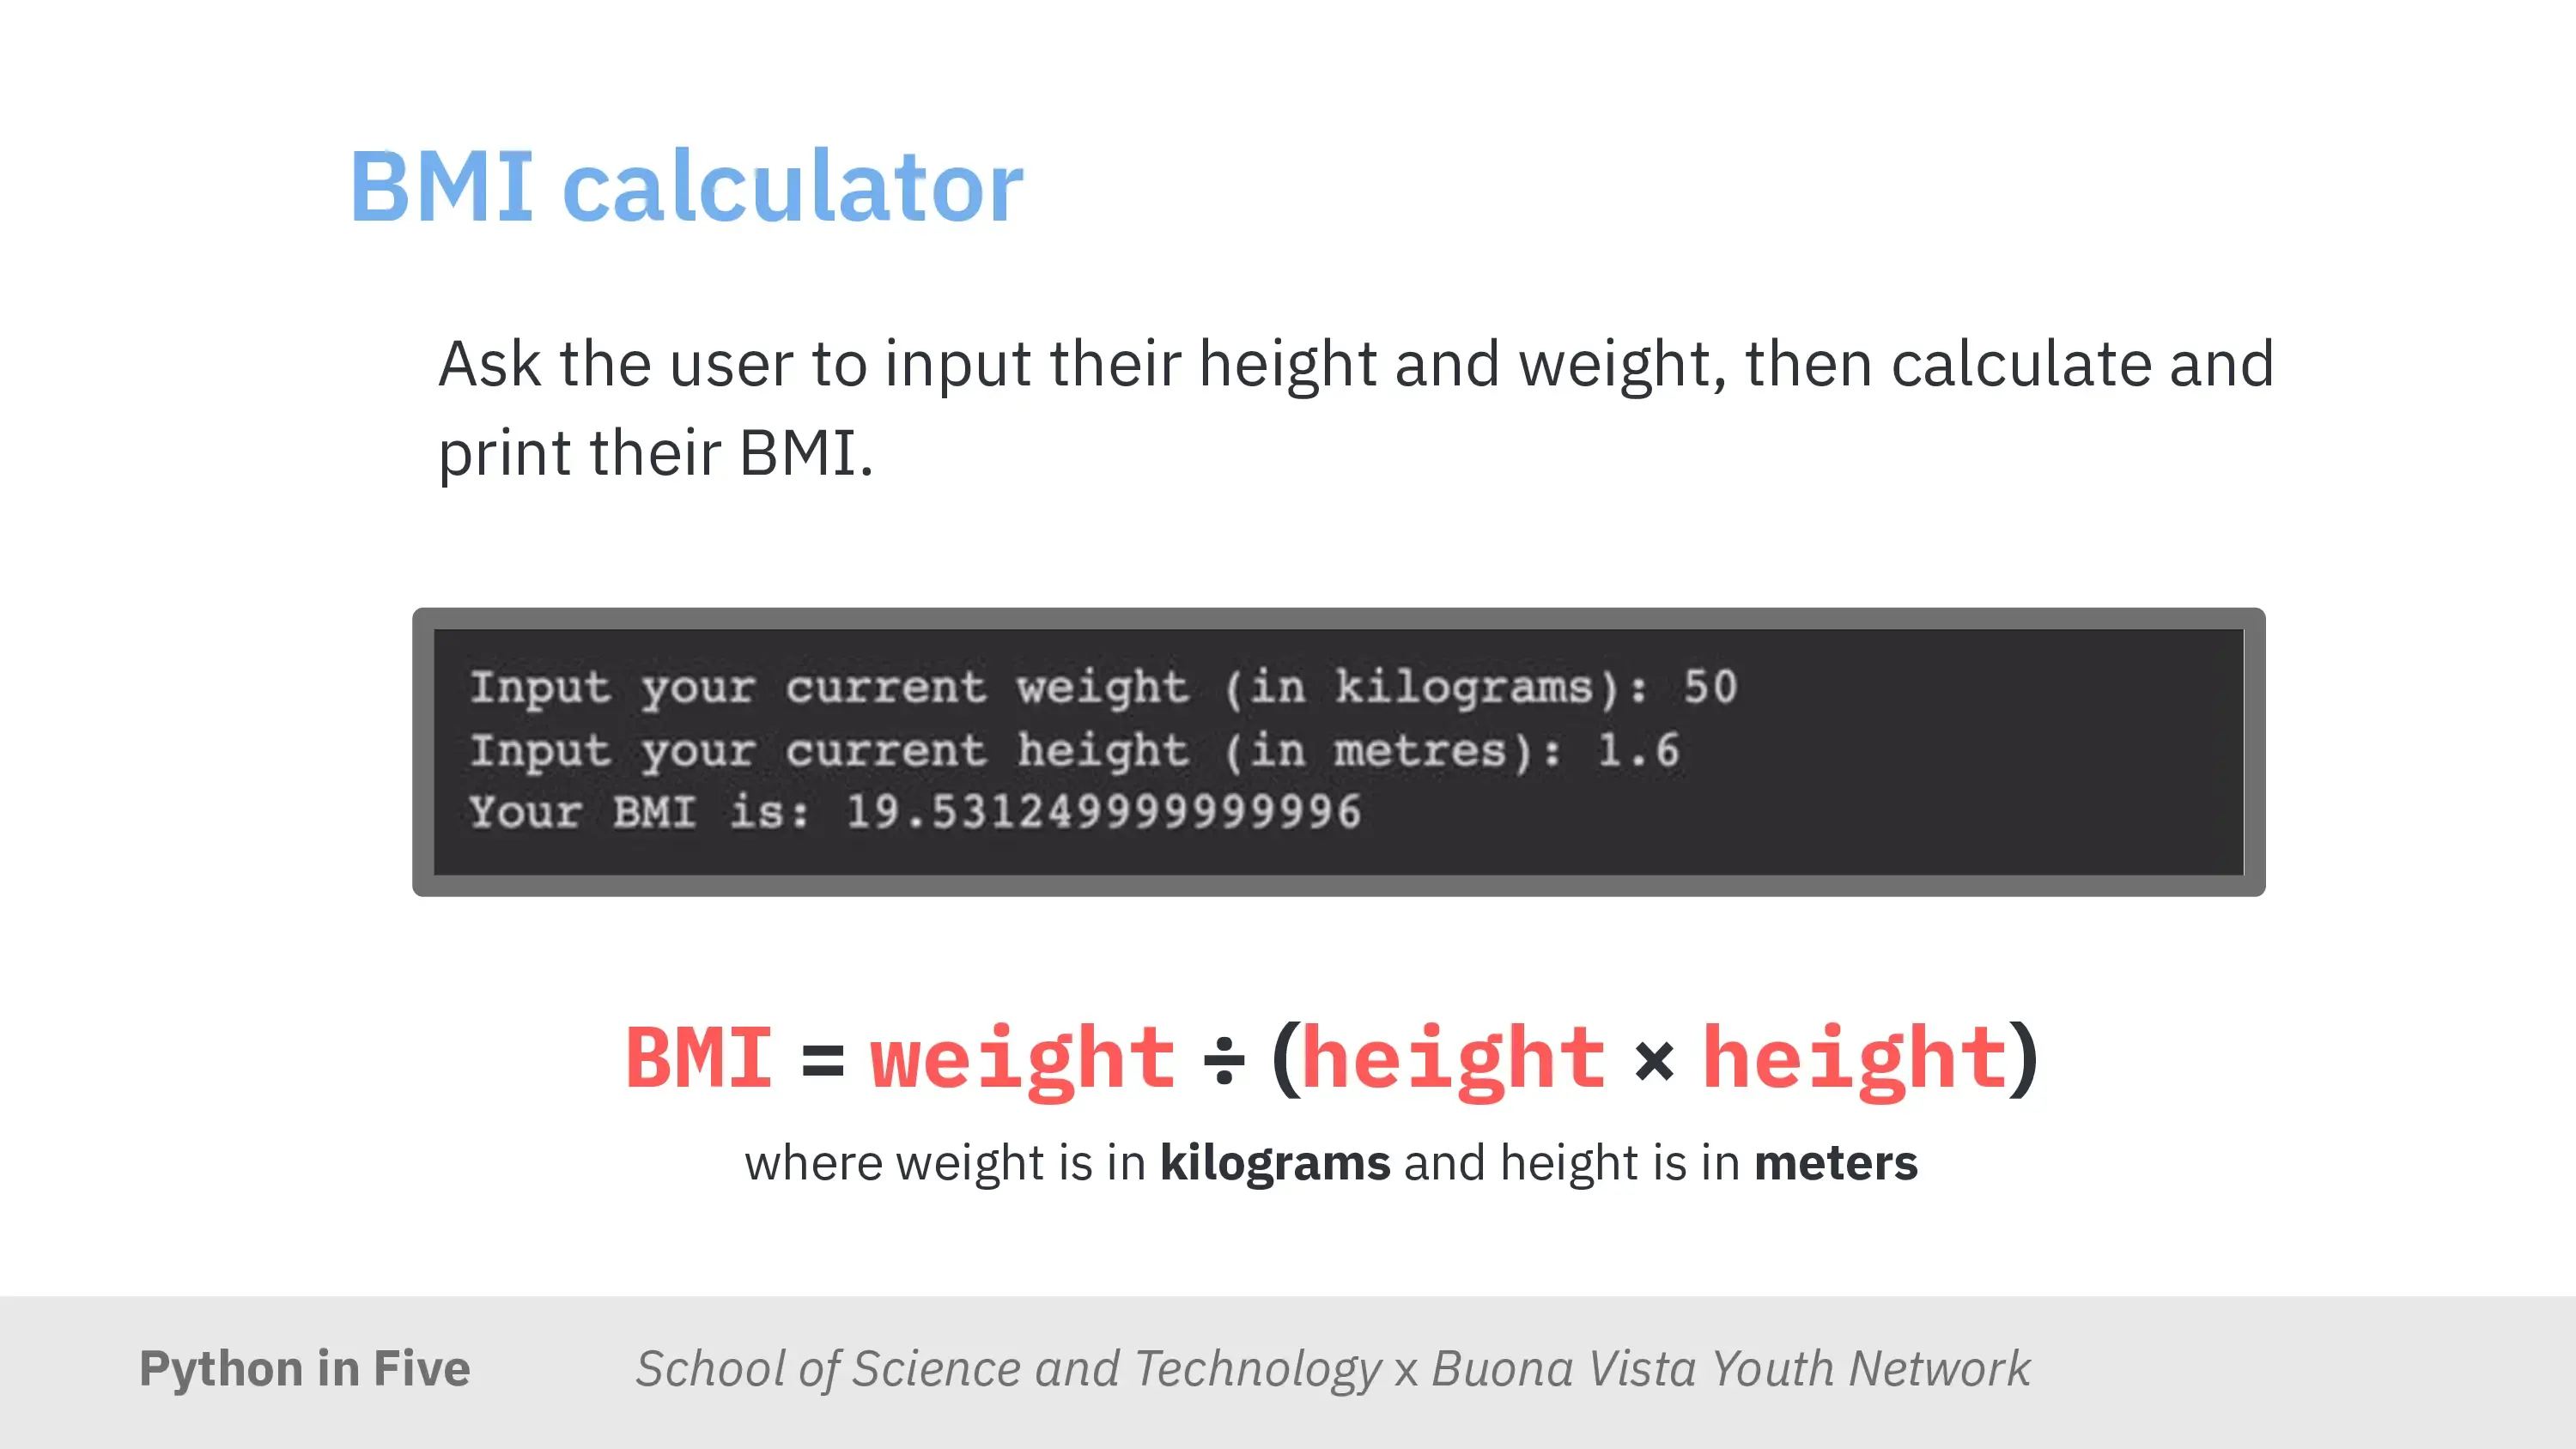 BMI calculator
Ask the user to input their height and weight, then calculate and
print their BMI.
Input your current weight (in kilograms): 50
Input your current height (in metres): 1.6
Your BMI is: 19.531249999999996
BMI = weight ÷ (height × height)
where weight is in kilograms and height is in meters
Python in Five School of Science and Technology x Buona Vista Youth Network